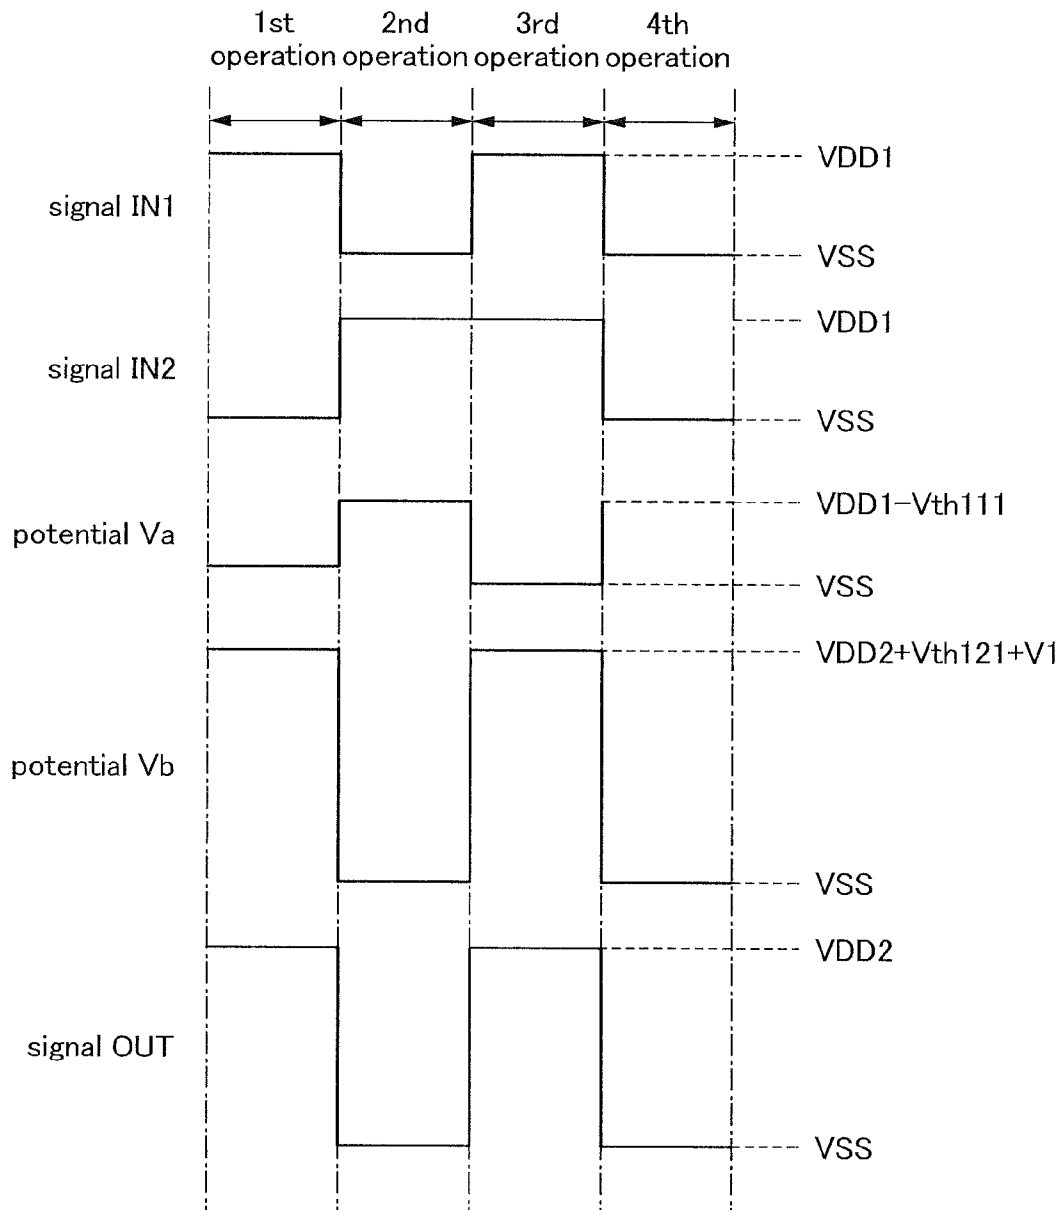 1st 2nd 3rd 4th
operation operation operation operation
VDD1
signal IN1
VSS
VDD1
signal IN2
VSS
VDD1-Vth111
potential Va
VSS
VDD2+Vth121+V1
potential Vb
VSS
VDD2
signal OUT
VSS